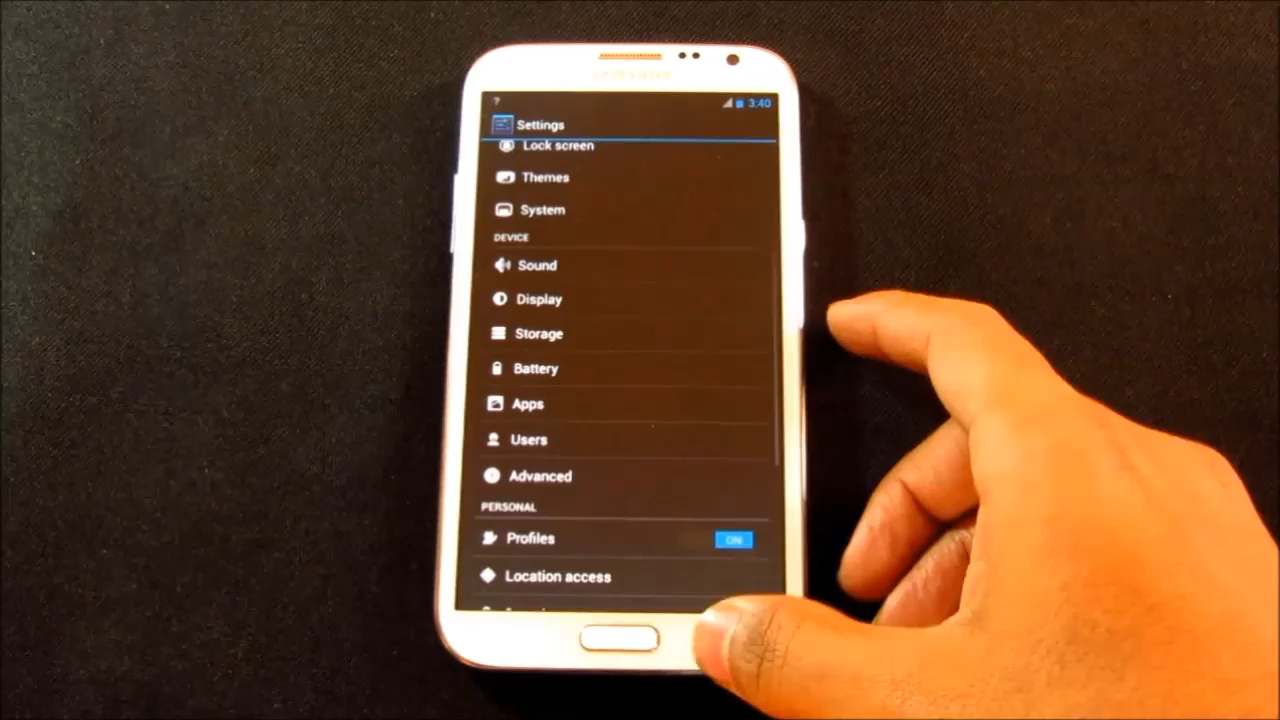 SAMSUNG
?
3:40
Settings
Lock screen
Themes
System
DEVICE
Sound
Display
Storage
Battery
Apps
Users
Advanced
PERSONAL
Profiles
ON
Location access